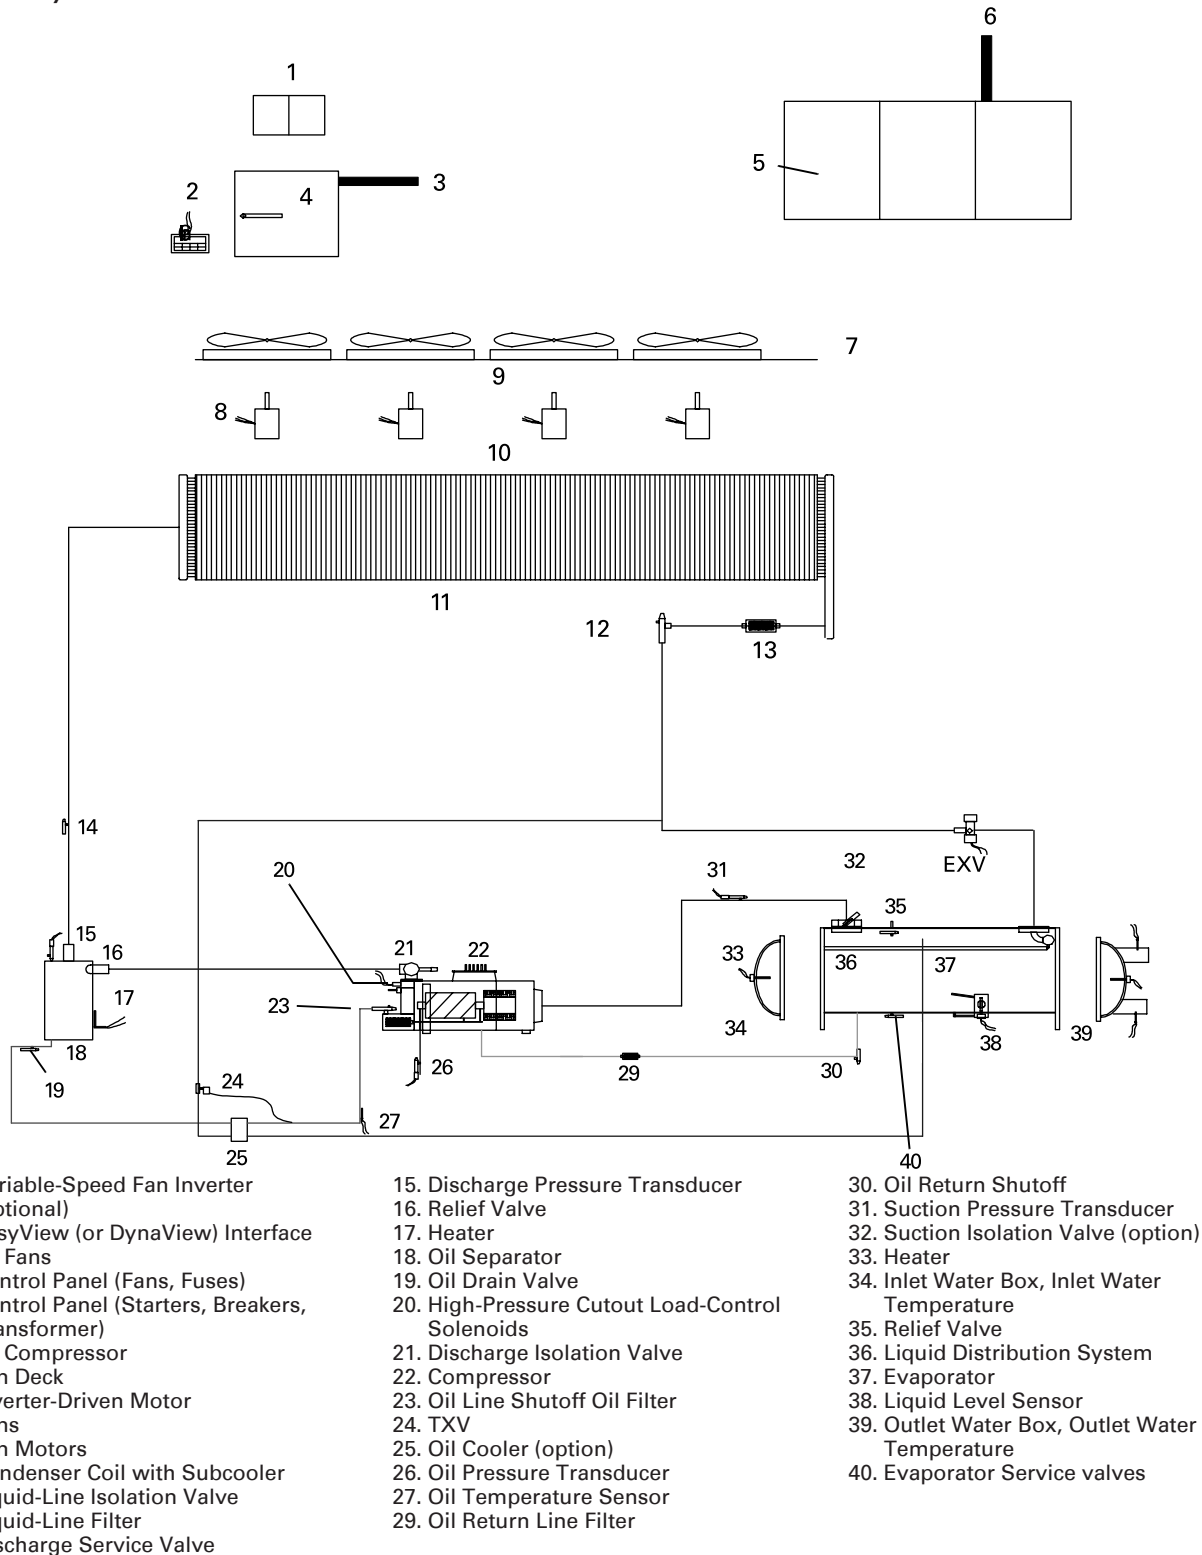 6
1
5
2
4
3
7
9
8
10
11
12
13
14
32
EXV
20
31
35
15
16
21
22
33
36
37
17
23
34
38
39
18
26
29
30
19
24
27
25
40
riable-Speed Fan Inverter
ptional)
syView (or DynaView) Interface
Fans
ntrol Panel (Fans, Fuses)
ntrol Panel (Starters, Breakers,
ansformer)
Compressor
n Deck
verter-Driven Motor
ns
n Motors
ndenser Coil with Subcooler
quid-Line Isolation Valve
quid-Line Filter
scharge Service Valve
15. Discharge Pressure Transducer
16. Relief Valve
17. Heater
18. Oil Separator
19. Oil Drain Valve
20. High-Pressure Cutout Load-Control
Solenoids
21. Discharge Isolation Valve
22. Compressor
23. Oil Line Shutoff Oil Filter
24. TXV
25. Oil Cooler (option)
26. Oil Pressure Transducer
27. Oil Temperature Sensor
29. Oil Return Line Filter
30. Oil Return Shutoff
31. Suction Pressure Transducer
32. Suction Isolation Valve (option)
33. Heater
34. Inlet Water Box, Inlet Water
Temperature
35. Relief Valve
36. Liquid Distribution System
37. Evaporator
38. Liquid Level Sensor
39. Outlet Water Box, Outlet Water
Temperature
40. Evaporator Service valves